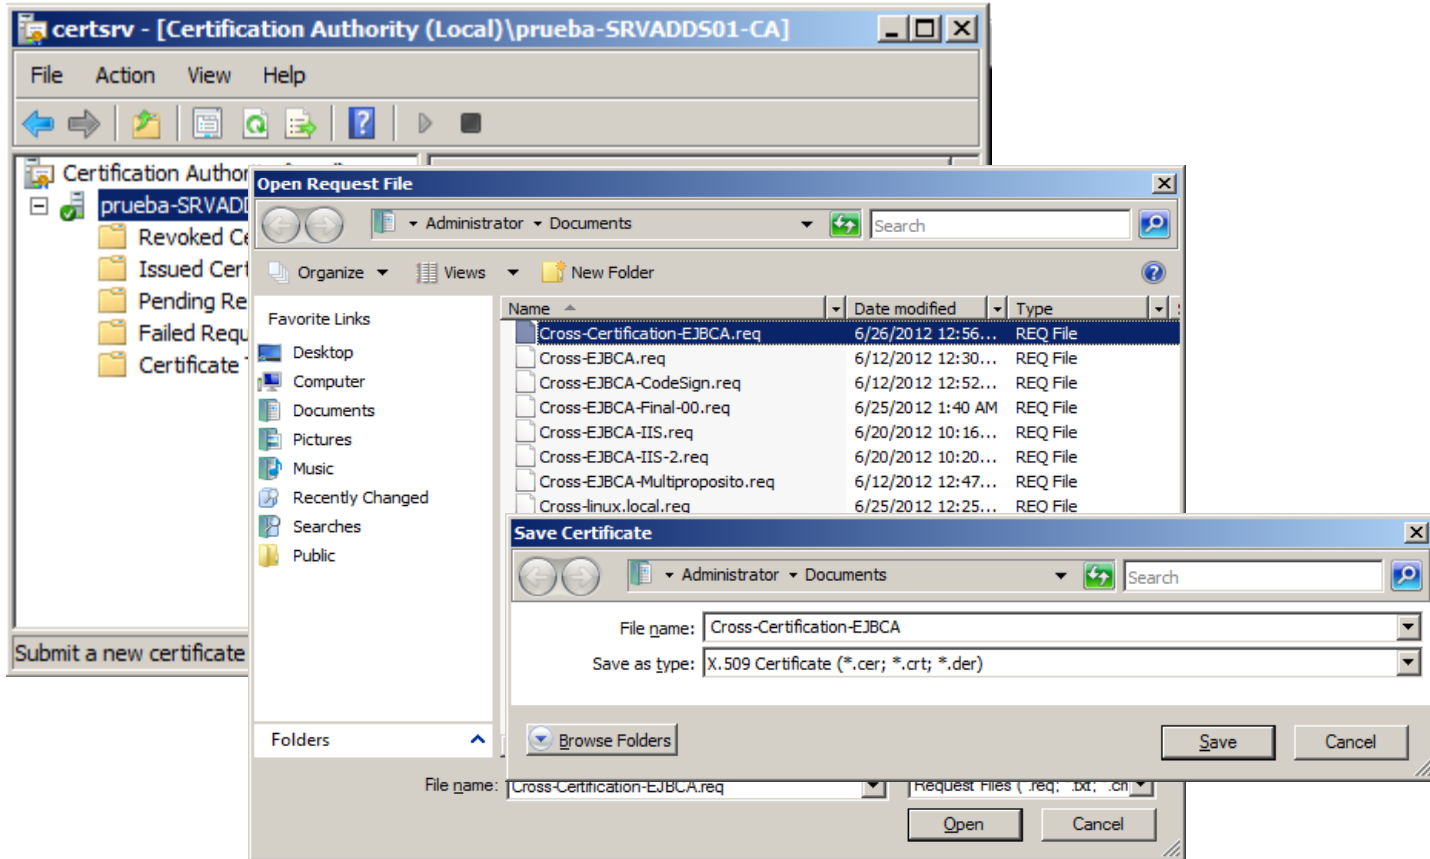 certsrv - [Certification Authority (Local)\prueba-SRVADDS01-CA]
File Action View Help
Certification Author
prueba-SRVADD
Revoked Ce
Issued Cert
Pending Re
Failed Requ
Certificate T
Submit a new certificate
Open Request File
Administrator Documents
Search
Organize Views New Folder
Favorite Links
Desktop
Computer
Documents
Pictures
Music
Recently Changed
Searches
Public
Folders
Name Date modified Type
Cross-Certification-EJBCA.req 6/26/2012 12:56... REQ File
Cross-EJBCA.req 6/12/2012 12:30... REQ File
Cross-EJBCA-CodeSign.req 6/12/2012 12:52... REQ File
Cross-EJBCA-Final-00.req 6/25/2012 1:40 AM REQ File
Cross-EJBCA-IIS.req 6/20/2012 10:16... REQ File
Cross-EJBCA-IIS-2.req 6/20/2012 10:20... REQ File
Cross-EJBCA-Multiproposito.req 6/12/2012 12:47... REQ File
Cross-linux.local.req 6/25/2012 12:25... REQ File
Save Certificate
Administrator Documents
Search
File name: Cross-Certification-EJBCA
Save as type: X.509 Certificate (*.cer; *.crt; *.der)
Browse Folders
Save Cancel
File name: Cross-Certification-EJBCA.req Request Files (*.req; *.txt; *.cm
Open Cancel